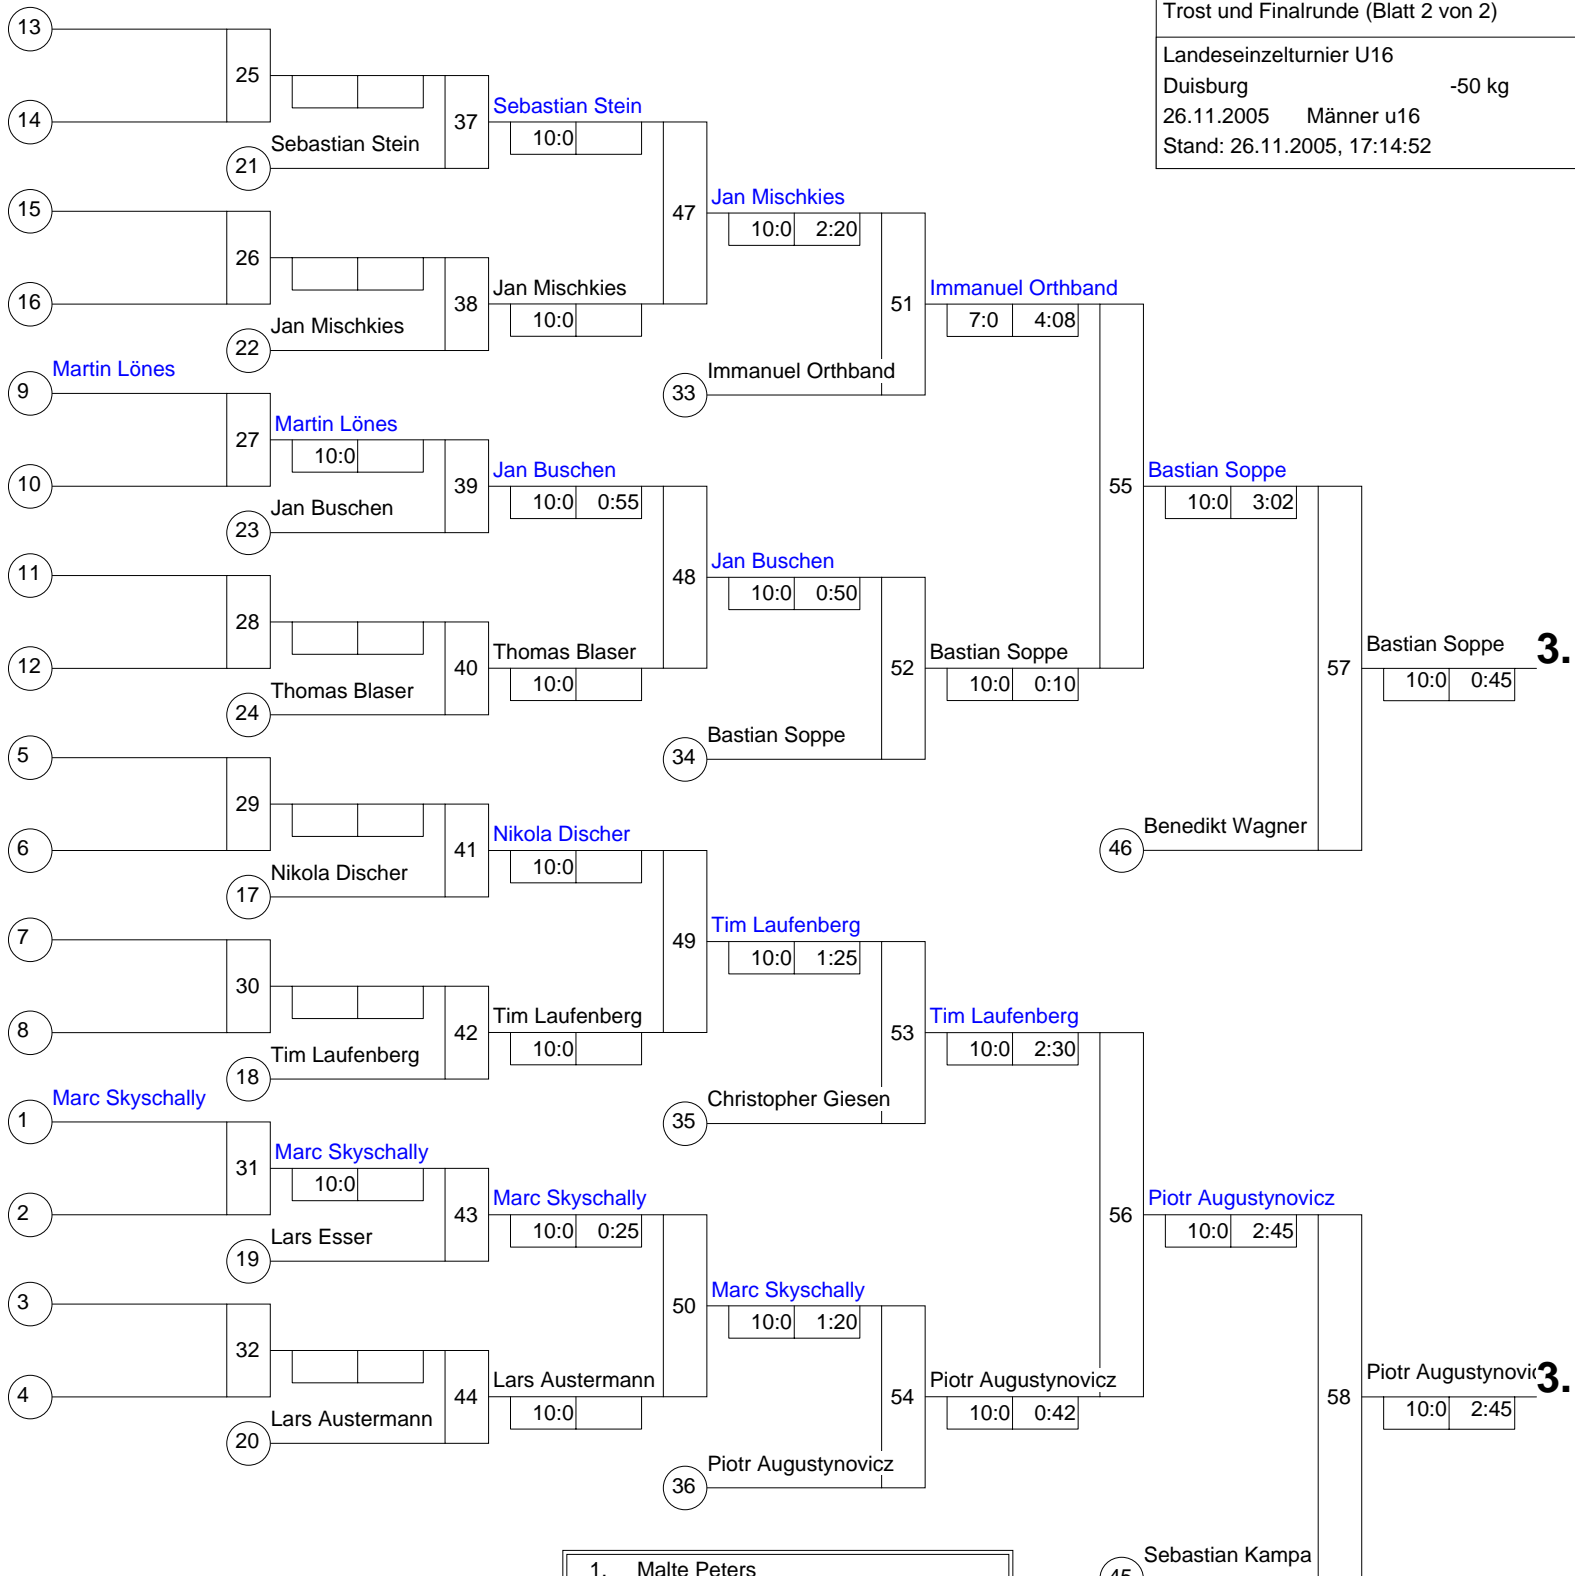 Trost und Finalrunde (Blatt 2 von 2)
Landeseinzelturnier U16
Duisburg -50 kg
26.11.2005 Männer u16
Stand: 26.11.2005, 17:14:52
13
25
14
37
Sebastian Stein
10:0
Sebastian Stein
21
15
47
Jan Mischkies
10:0 2:20
26
16
38
Jan Mischkies
10:0
Jan Mischkies
22
51
Immanuel Orthband
7:0 4:08
Immanuel Orthband
33
Martin Lönes
9
27
Martin Lönes
10:0
10
39
Jan Buschen
10:0 0:55
Jan Buschen
23
55
Bastian Soppe
10:0 3:02
11
48
Jan Buschen
10:0 0:50
28
12
40
Thomas Blaser
10:0
Thomas Blaser
24
52
Bastian Soppe
10:0 0:10
Bastian Soppe
34
57
Bastian Soppe
3.
10:0 0:45
5
29
6
41
Nikola Discher
10:0
Nikola Discher
17
Benedikt Wagner
46
7
49
Tim Laufenberg
10:0 1:25
30
8
42
Tim Laufenberg
10:0
Tim Laufenberg
18
53
Tim Laufenberg
10:0 2:30
Christopher Giesen
35
Marc Skyschally
1
31
Marc Skyschally
10:0
2
43
Marc Skyschally
10:0 0:25
Lars Esser
19
56
Piotr Augustynovicz
10:0 2:45
3
50
Marc Skyschally
10:0 1:20
32
4
44
Lars Austermann
10:0
Lars Austermann
20
54
Piotr Augustynovicz
10:0 0:42
Piotr Augustynovicz
36
58
Piotr Augustynovic
3.
10:0 2:45
Sebastian Kampa
45
1. Malte Peters